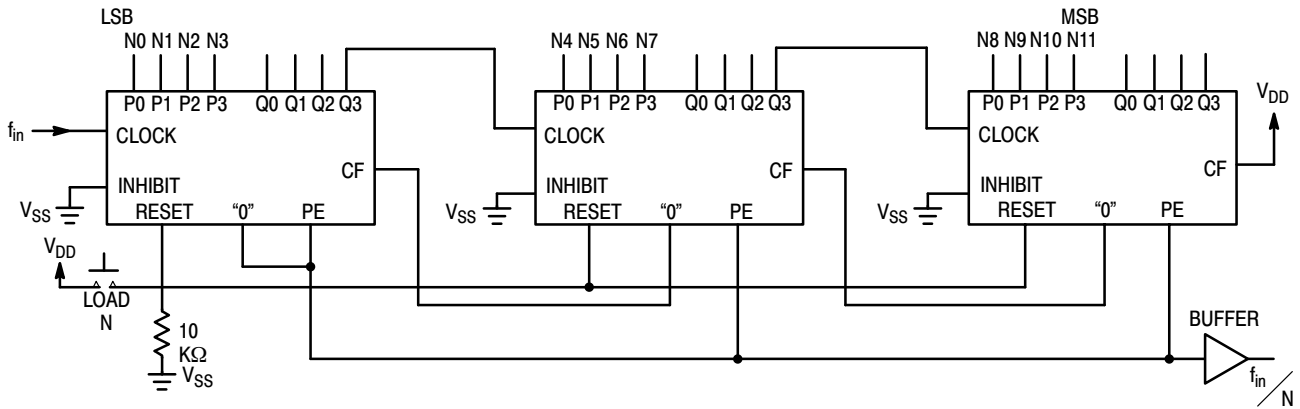 LSB MSB
N0 N1 N2 N3 N4 N5 N6 N7 N8 N9 N10 N11
P0 P1 P2 P3 Q0 Q1 Q2 Q3 P0 P1 P2 P3 Q0 Q1 Q2 Q3 P0 P1 P2 P3 Q0 Q1 Q2 Q3 VDD
fin CLOCK CLOCK CLOCK
CF CF CF
INHIBIT INHIBIT INHIBIT
VSS RESET "0" PE VSS RESET "0" PE VSS RESET "0" PE
VDD
LOAD
N
10
KΩ
VSS
BUFFER
fin/N